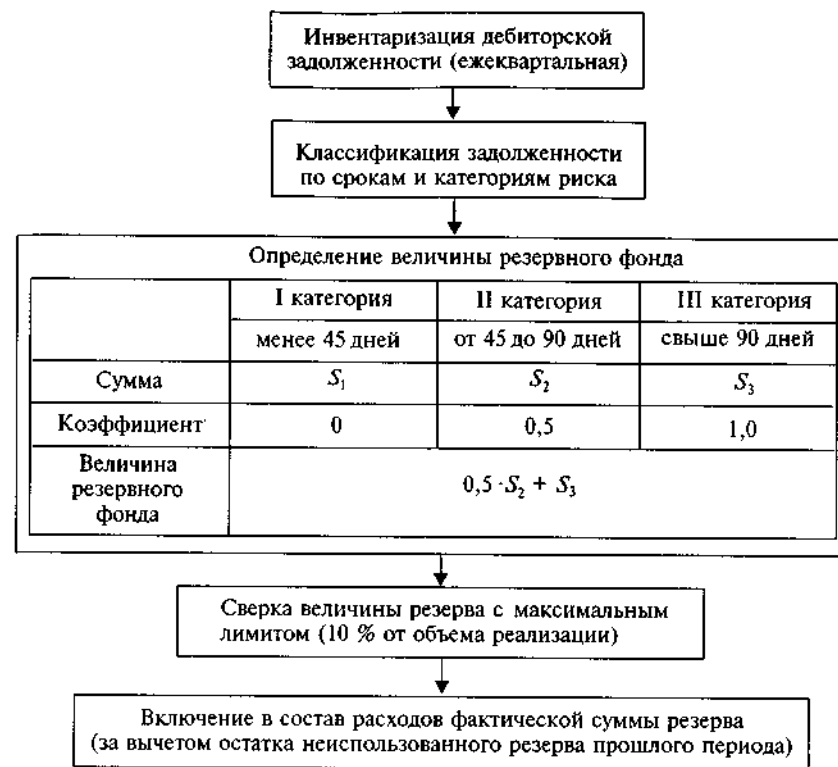 Инвентаризация дебиторской
задолженности (ежеквартальная)
Классификация задолженности
по срокам и категориям риска
Определение величины резервного фонда
I категория
II категория
III категория
менее 45 дней
от 45 до 90 дней
свыше 90 дней
Сумма
S₁
S₂
S₃
Коэффициент
0
0,5
1,0
Величина
резервного
фонда
0,5 · S₂ + S₃
Сверка величины резерва с максимальным
лимитом (10 % от объема реализации)
Включение в состав расходов фактической суммы резерва
(за вычетом остатка неиспользованного резерва прошлого периода)